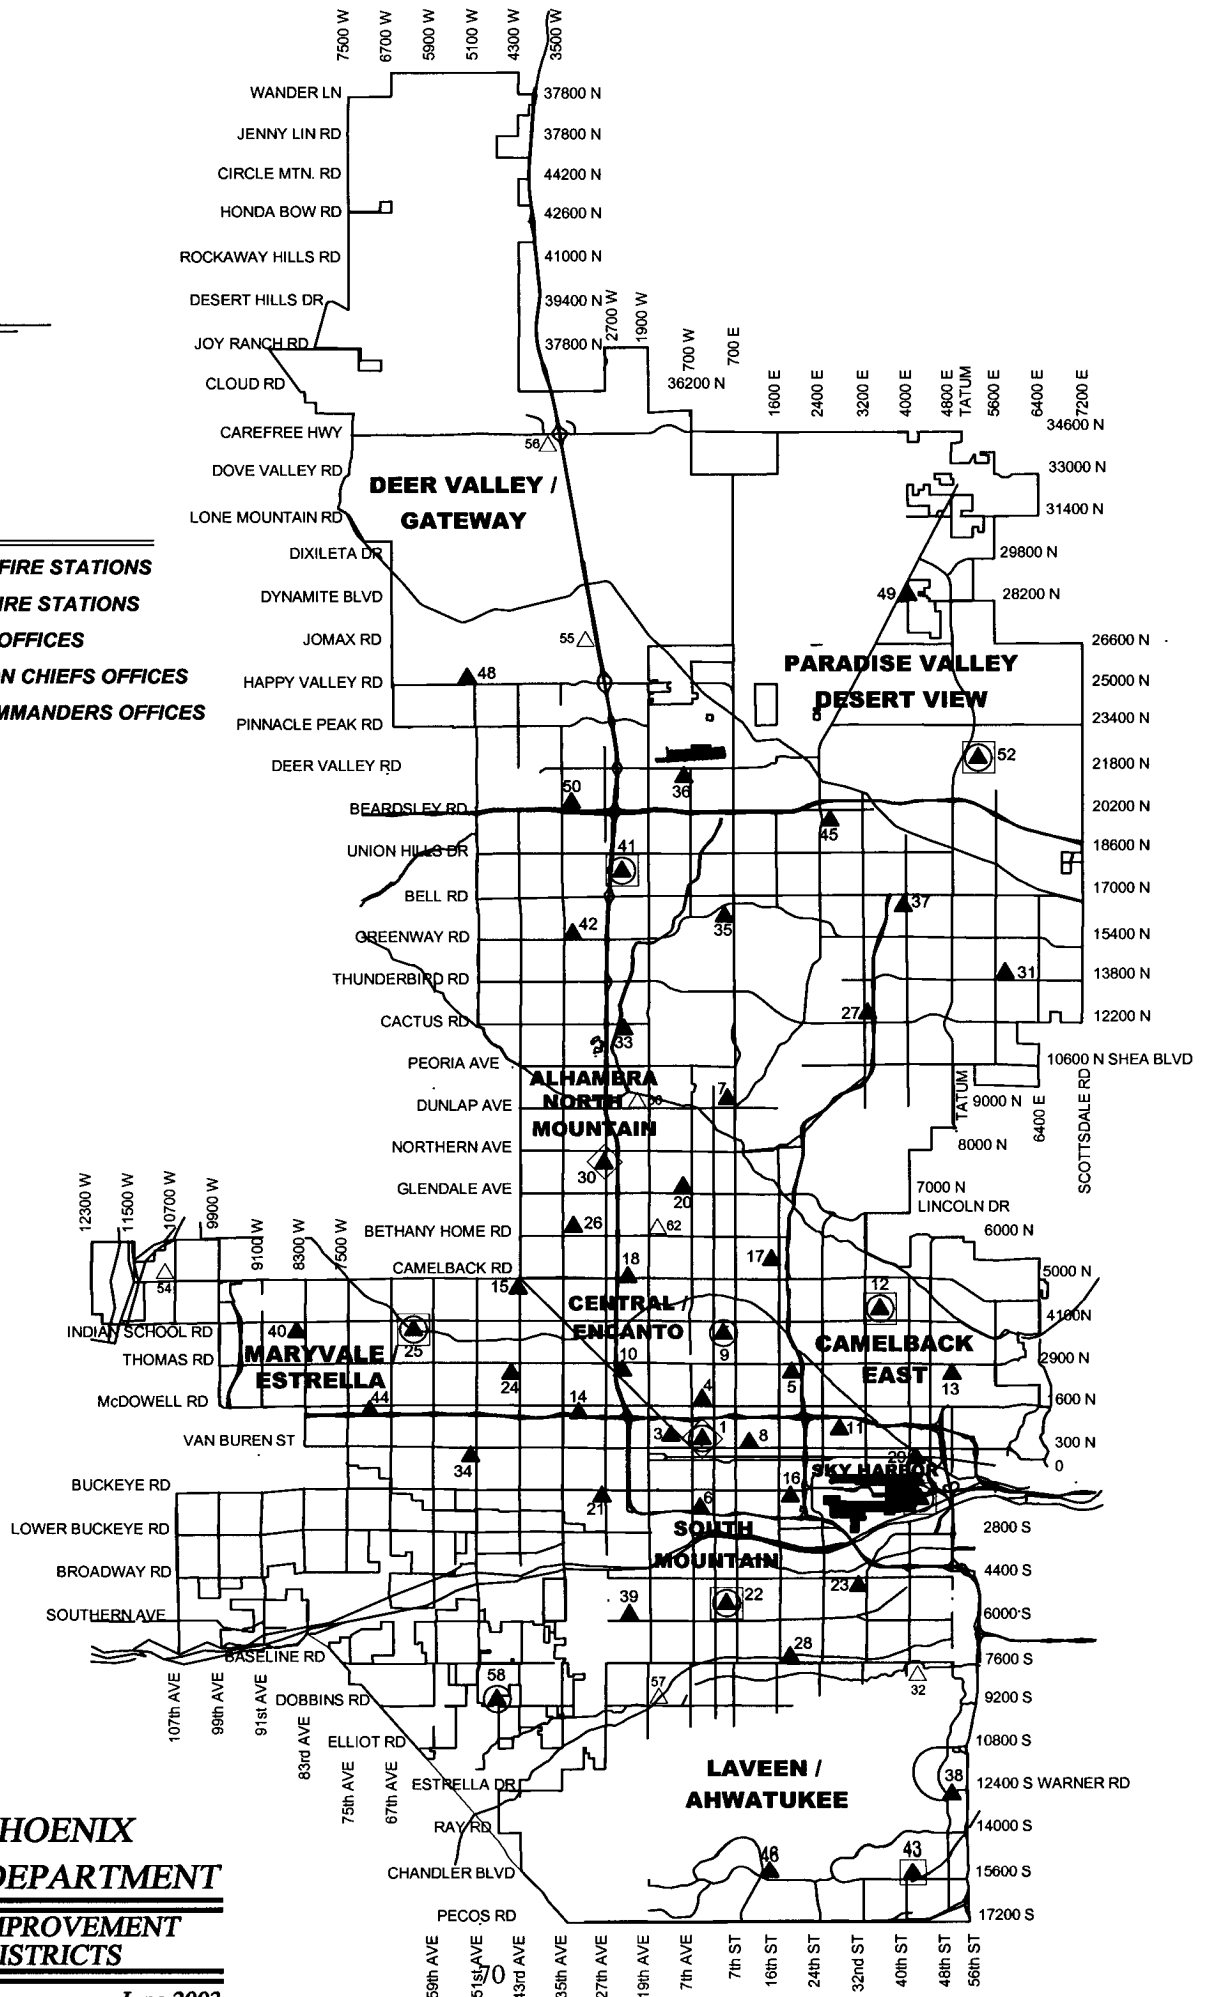 7500 W
6700 W
5900 W
5100 W
4300 W
3500 W
WANDER LN
37800 N
JENNY LIN RD
37800 N
CIRCLE MTN. RD
44200 N
HONDA BOW RD
42600 N
ROCKAWAY HILLS RD
41000 N
DESERT HILLS DR
39400 N
2700 W
1900 W
JOY RANCH RD
37800 N
700 W
700 E
CLOUD RD
36200 N
1600 E
2400 E
3200 E
4000 E
4800 E
TATUM
5600 E
6400 E
7200 E
CAREFREE HWY
34600 N
56
DOVE VALLEY RD
33000 N
DEER VALLEY /
GATEWAY
LONE MOUNTAIN RD
31400 N
DIXILETA DR
29800 N
FIRE STATIONS
DYNAMITE BLVD
49
28200 N
IRE STATIONS
JOMAX RD
55
26600 N
OFFICES
PARADISE VALLEY
DESERT VIEW
HAPPY VALLEY RD
48
25000 N
N CHIEFS OFFICES
PINNACLE PEAK RD
23400 N
MMANDERS OFFICES
DEER VALLEY RD
52
21800 N
36
BEARDSLEY RD
50
20200 N
45
UNION HILLS DR
41
18600 N
BELL RD
17000 N
37
GREENWAY RD
42
35
15400 N
THUNDERBIRD RD
31
13800 N
CACTUS RD
27
12200 N
33
PEORIA AVE
10600 N SHEA BLVD
ALHAMBRA
NORTH
MOUNTAIN
DUNLAP AVE
7
TATUM
9000 N
6400 E
SCOTTSDALE RD
NORTHERN AVE
8000 N
30
GLENDALE AVE
20
7000 N
LINCOLN DR
12300 W
11500 W
10700 W
9900 W
9100 W
8300 W
7500 W
BETHANY HOME RD
26
62
6000 N
CAMELBACK RD
18
17
5000 N
54
15
12
CENTRAL /
ENCANTO
4100N
INDIAN SCHOOL RD
40
25
9
CAMELBACK
EAST
THOMAS RD
MARYVALE /
ESTRELLA
24
10
5
13
2900 N
McDOWELL RD
44
14
4
1600 N
VAN BUREN ST
3
1
8
11
300 N
34
29
0
SKY HARBOR
BUCKEYE RD
21
6
16
LOWER BUCKEYE RD
SOUTH
MOUNTAIN
2800 S
BROADWAY RD
23
4400 S
SOUTHERN AVE
39
22
6000 S
BASELINE RD
28
7600 S
DOBBINS RD
58
57
32
9200 S
107th AVE
99th AVE
91st AVE
83rd AVE
75th AVE
67th AVE
ELLIOT RD
10800 S
LAVEEN /
AHWATUKEE
ESTRELLA DR
38
12400 S WARNER RD
RAY RD
14000 S
HOENIX
CHANDLER BLVD
46
43
15600 S
DEPARTMENT
PECOS RD
17200 S
MPROVEMENT
ISTRICTS
59th AVE
51st AVE
43rd AVE
35th AVE
27th AVE
19th AVE
7th AVE
7th ST
16th ST
24th ST
32nd ST
40th ST
48th ST
56th ST
70